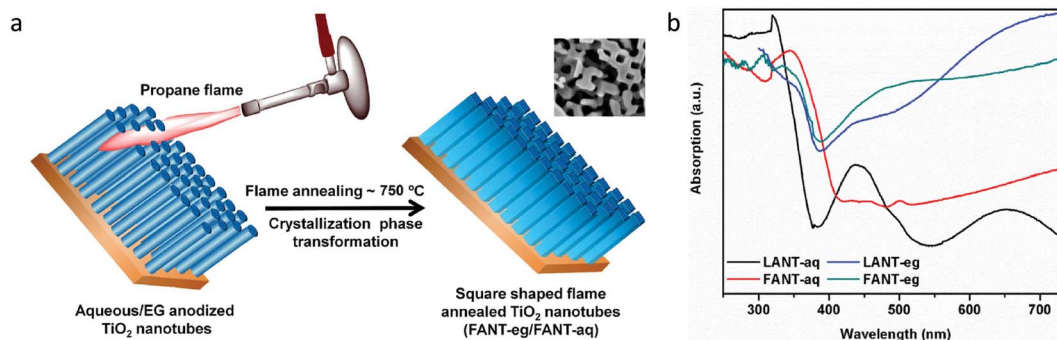 a
Propane flame
Flame annealing ~ 750 ºC
Crystallization phase
transformation
Aqueous/EG anodized
TiO₂ nanotubes
Square shaped flame
annealed TiO₂ nanotubes
(FANT-eg/FANT-aq)
b
Absorption (a.u.)
LANT-aq
LANT-eg
FANT-aq
FANT-eg
300 400 500 600 700
Wavelength (nm)